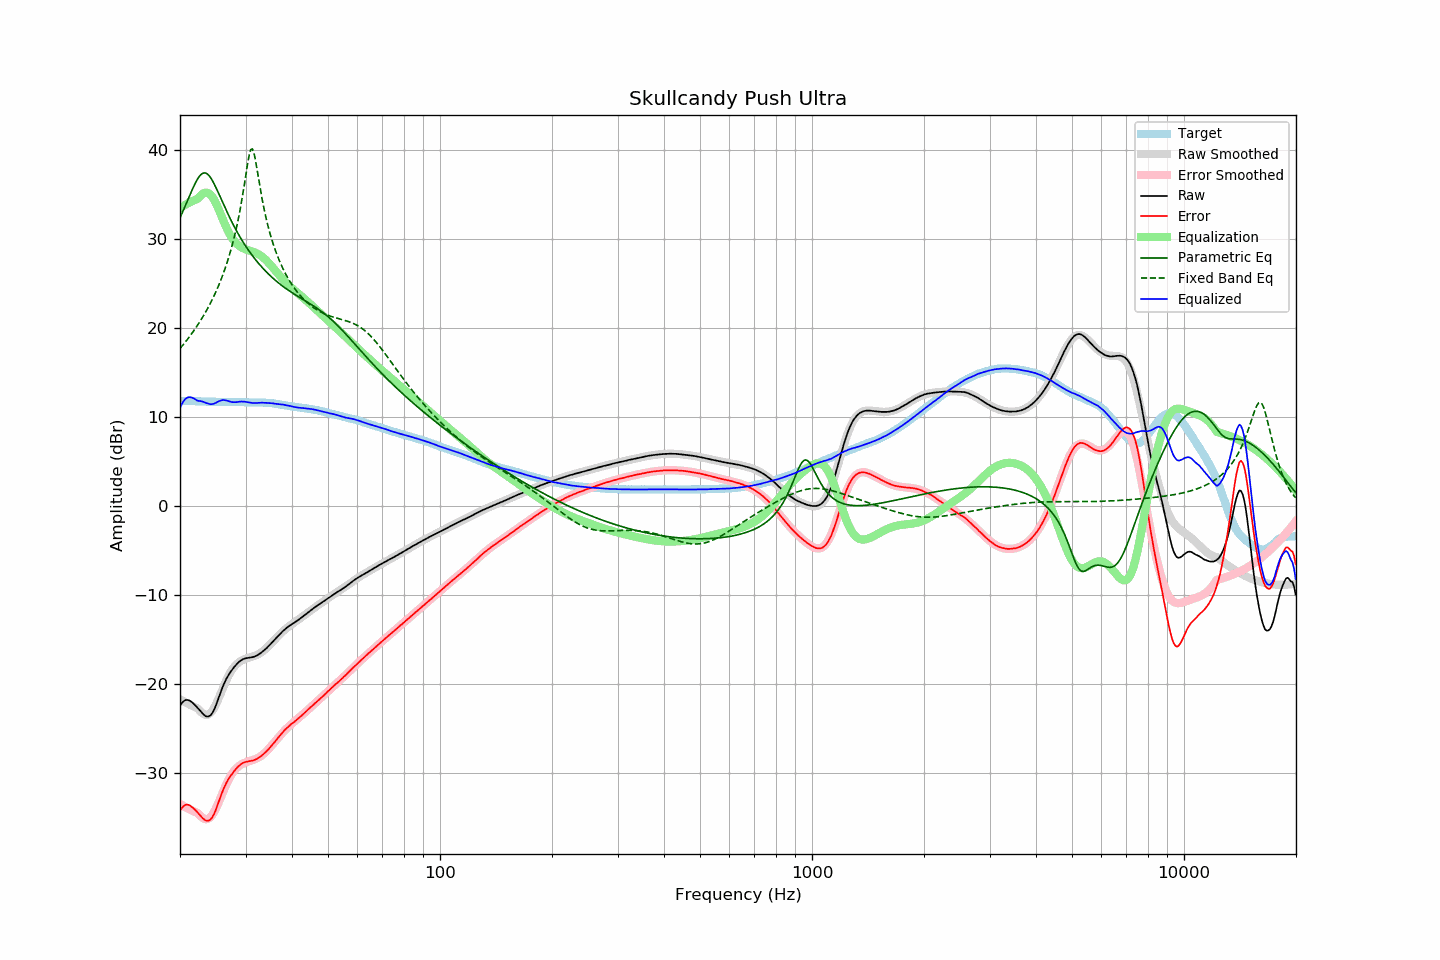 Skullcandy Push Ultra
Target
Raw Smoothed
Error Smoothed
Raw
Error
Equalization
Parametric Eq
Fixed Band Eq
Equalized
Amplitude (dBr)
40
30
20
10
0
−10
−20
−30
100
1000
10000
Frequency (Hz)